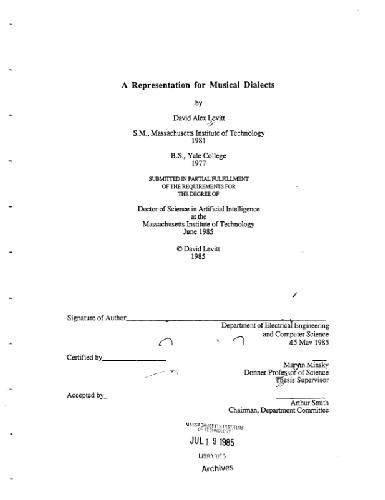 A Representation for Musical Dialects
by
David Alex Levitt
S.M., Massachusetts Institute of Technology
1981
B.S., Yale College
1977
SUBMITTED IN PARTIAL FULFILLMENT
OF THE REQUIREMENTS FOR
THE DEGREE OF
Doctor of Science in Artificial Intelligence
at the
Massachusetts Institute of Technology
June 1985
© David Levitt
1985
Signature of Author
Department of Electrical Engineering
and Computer Science
15 May 1985
Certified by
Marvin Minsky
Donner Professor of Science
Thesis Supervisor
Accepted by
Arthur Smith
Chairman, Department Committee
MASSACHUSETTS INSTITUTE
OF TECHNOLOGY
JUL 19 1985
LIBRARIES
Archives